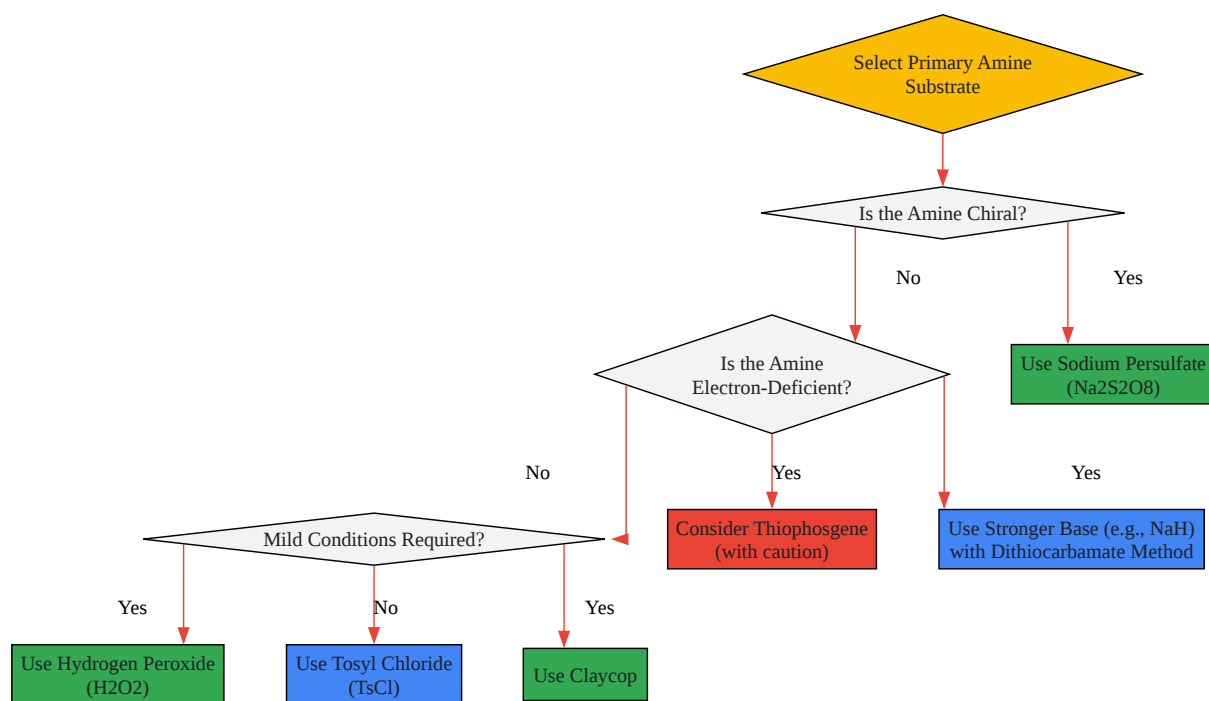 Select Primary Amine
Substrate
Is the Amine Chiral?
No
Yes
Is the Amine
Electron-Deficient?
Use Sodium Persulfate
(Na2S2O8)
No
Yes
Yes
Mild Conditions Required?
Consider Thiophosgene
(with caution)
Use Stronger Base (e.g., NaH)
with Dithiocarbamate Method
Yes
No
Yes
Use Hydrogen Peroxide
(H2O2)
Use Tosyl Chloride
(TsCl)
Use Claycop